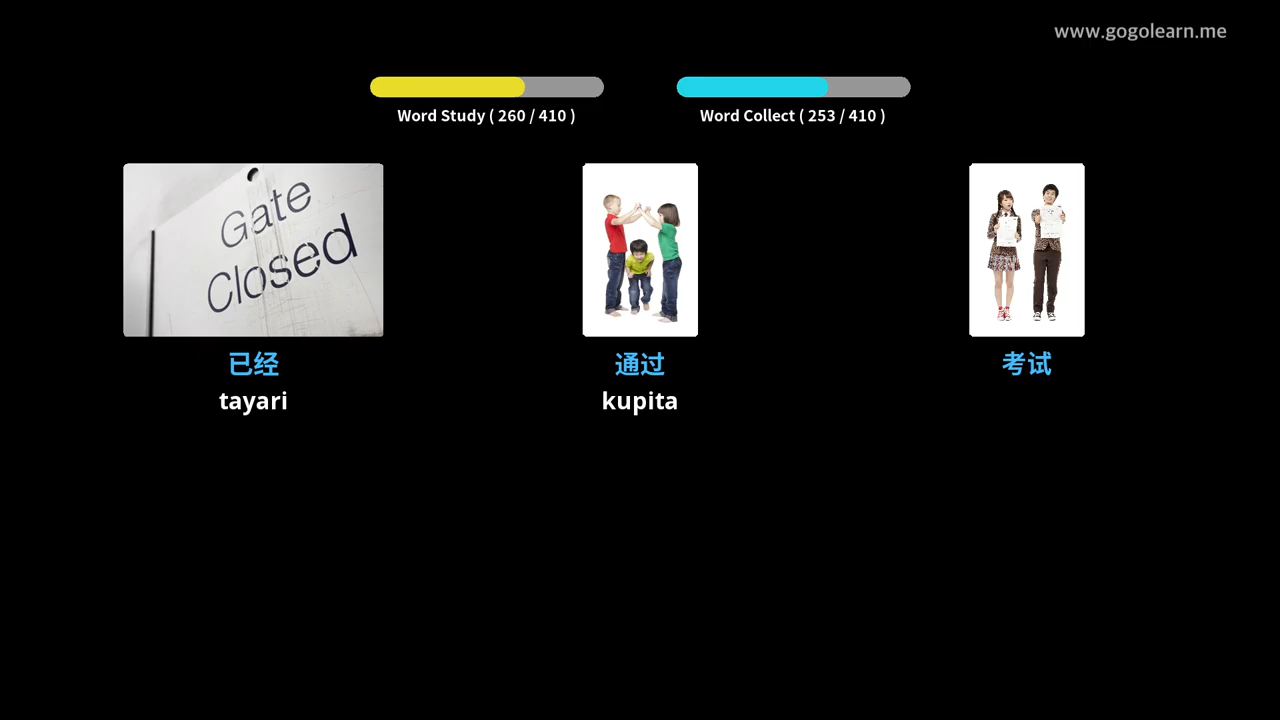 www.gogolearn.me
Word Study ( 260 / 410 )
Word Collect ( 253 / 410 )
Gate
Closed
已经
通过
考试
tayari
kupita